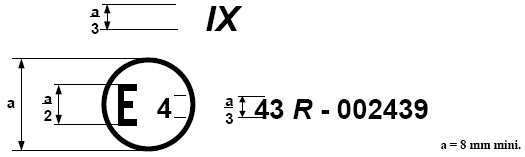 a/3 IX
a a/2 E 4 a/3 43 R - 002439
a = 8 mm mini.